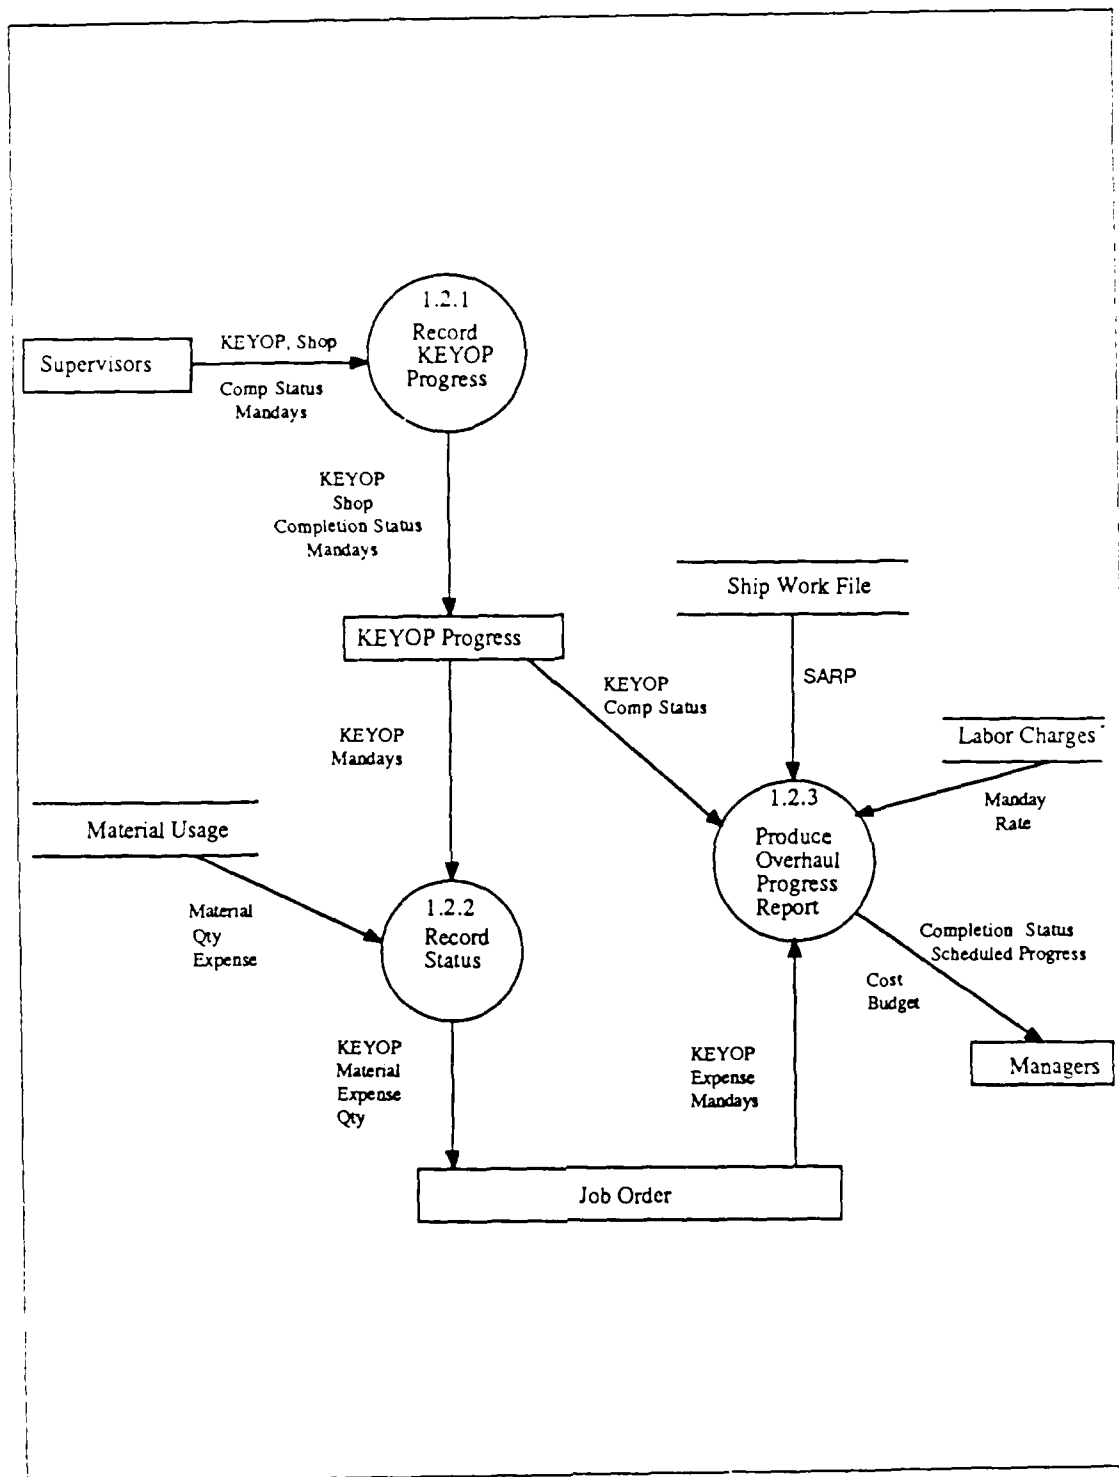 1.2.1
Record
KEYOP
Progress
Supervisors
KEYOP, Shop
Comp Status
Mandays
KEYOP
Shop
Completion Status
Mandays
Ship Work File
KEYOP Progress
SARP
KEYOP
Comp Status
KEYOP
Mandays
Labor Charges
Manday
Rate
1.2.3
Produce
Overhaul
Progress
Report
Material Usage
Material
Qty
Expense
1.2.2
Record
Status
Completion Status
Scheduled Progress
Cost
Budget
Managers
KEYOP
Material
Expense
Qty
KEYOP
Expense
Mandays
Job Order